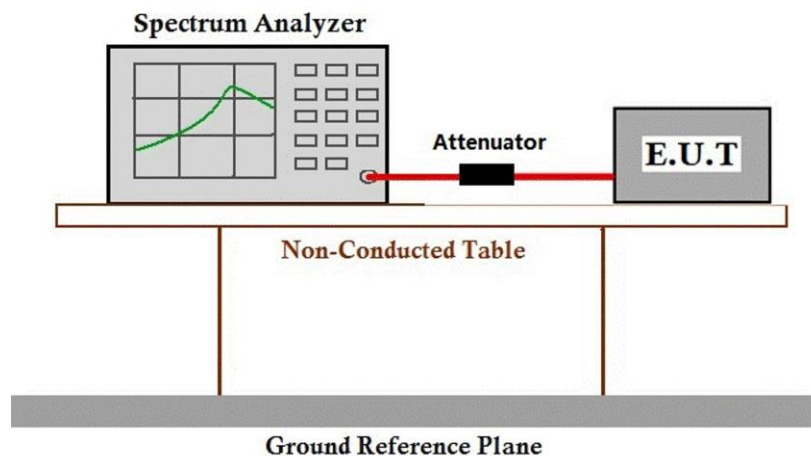 Spectrum Analyzer
Attenuator
E.U.T
Non-Conducted Table
Ground Reference Plane